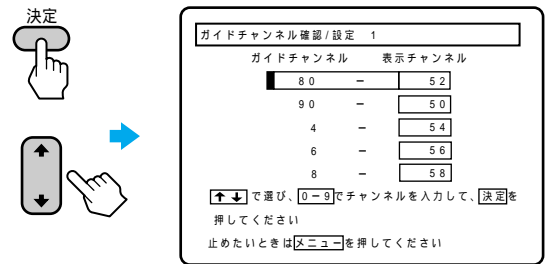 決定
ガイドチャンネル確認/設定 1
ガイドチャンネル 表示チャンネル
80 − 52
90 − 50
4 − 54
6 − 56
8 − 58
↑↓で選び、0−9でチャンネルを入力して、決定を
押してください
止めたいときはメニューを押してください